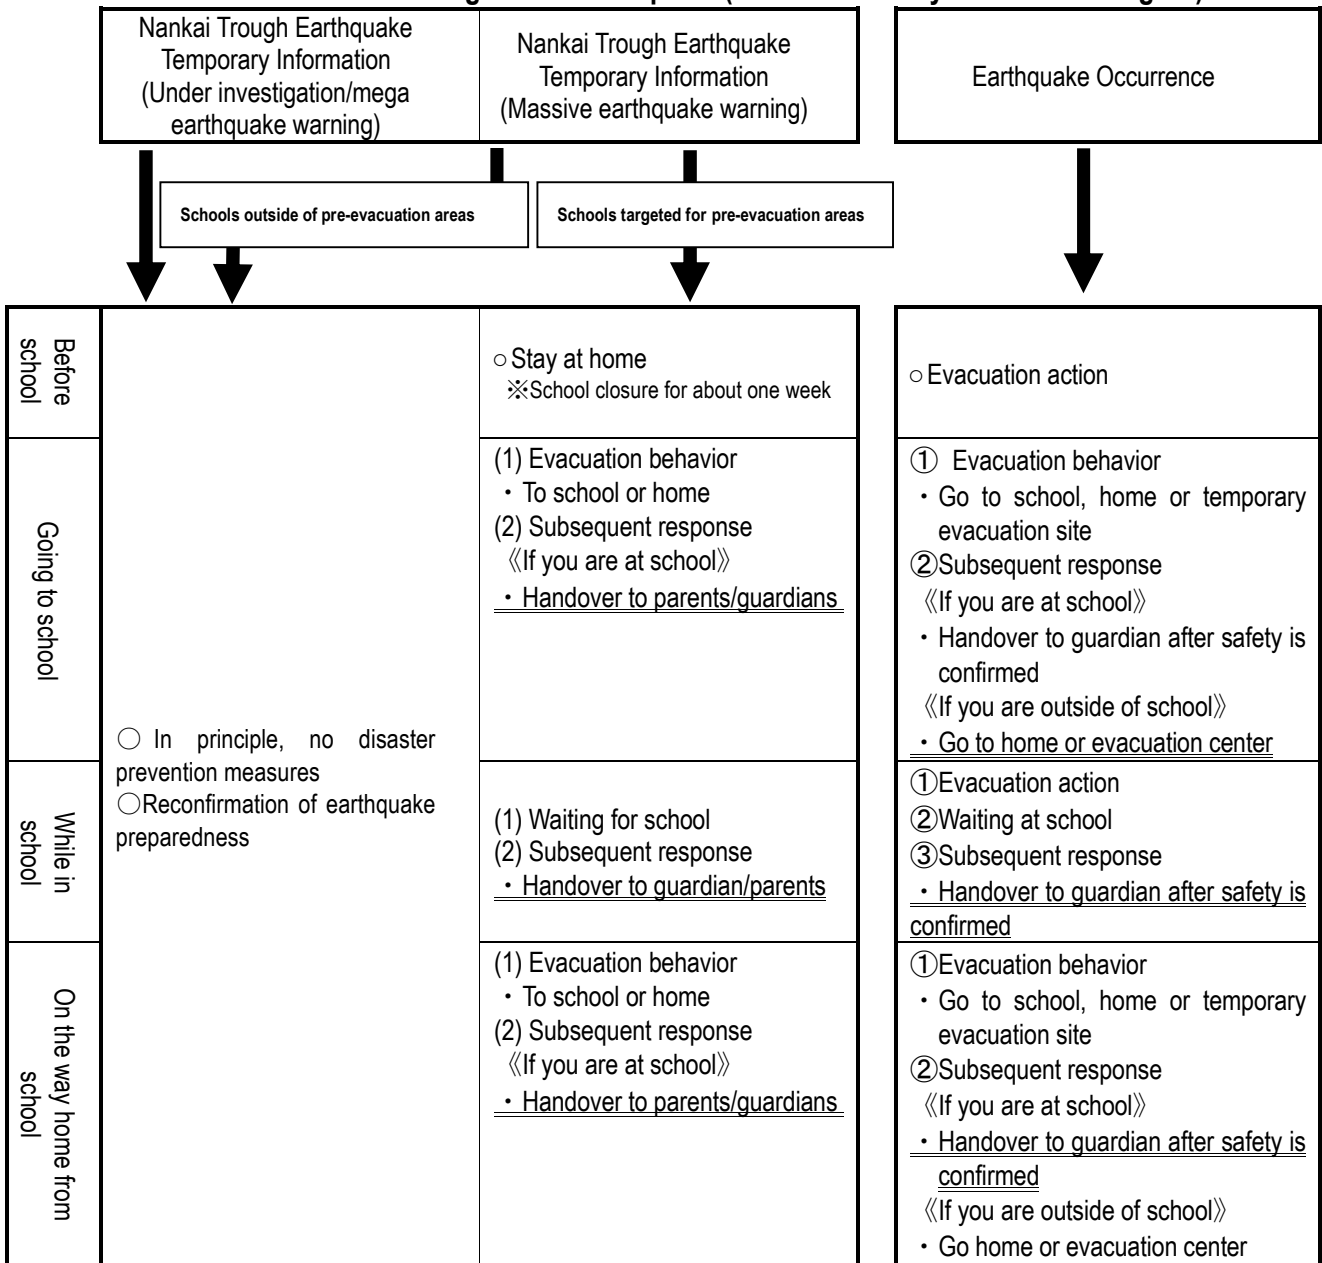 Nankai Trough Earthquake
Temporary Information
(Under investigation/mega
earthquake warning)
Nankai Trough Earthquake
Temporary Information
(Massive earthquake warning)
Earthquake Occurrence
Schools outside of pre-evacuation areas
Schools targeted for pre-evacuation areas
Before
school
○ In principle, no disaster
prevention measures
○Reconfirmation of earthquake
preparedness
○Stay at home
※School closure for about one week
○Evacuation action
Going to school
(1) Evacuation behavior
・To school or home
(2) Subsequent response
《If you are at school》
・Handover to parents/guardians
① Evacuation behavior
・Go to school, home or temporary
evacuation site
②Subsequent response
《If you are at school》
・Handover to guardian after safety is
confirmed
《If you are outside of school》
・Go to home or evacuation center
While in
school
(1) Waiting for school
(2) Subsequent response
・Handover to guardian/parents
①Evacuation action
②Waiting at school
③Subsequent response
・Handover to guardian after safety is
confirmed
On the way home from
school
(1) Evacuation behavior
・To school or home
(2) Subsequent response
《If you are at school》
・Handover to parents/guardians
①Evacuation behavior
・Go to school, home or temporary
evacuation site
②Subsequent response
《If you are at school》
・Handover to guardian after safety is
confirmed
《If you are outside of school》
・Go home or evacuation center